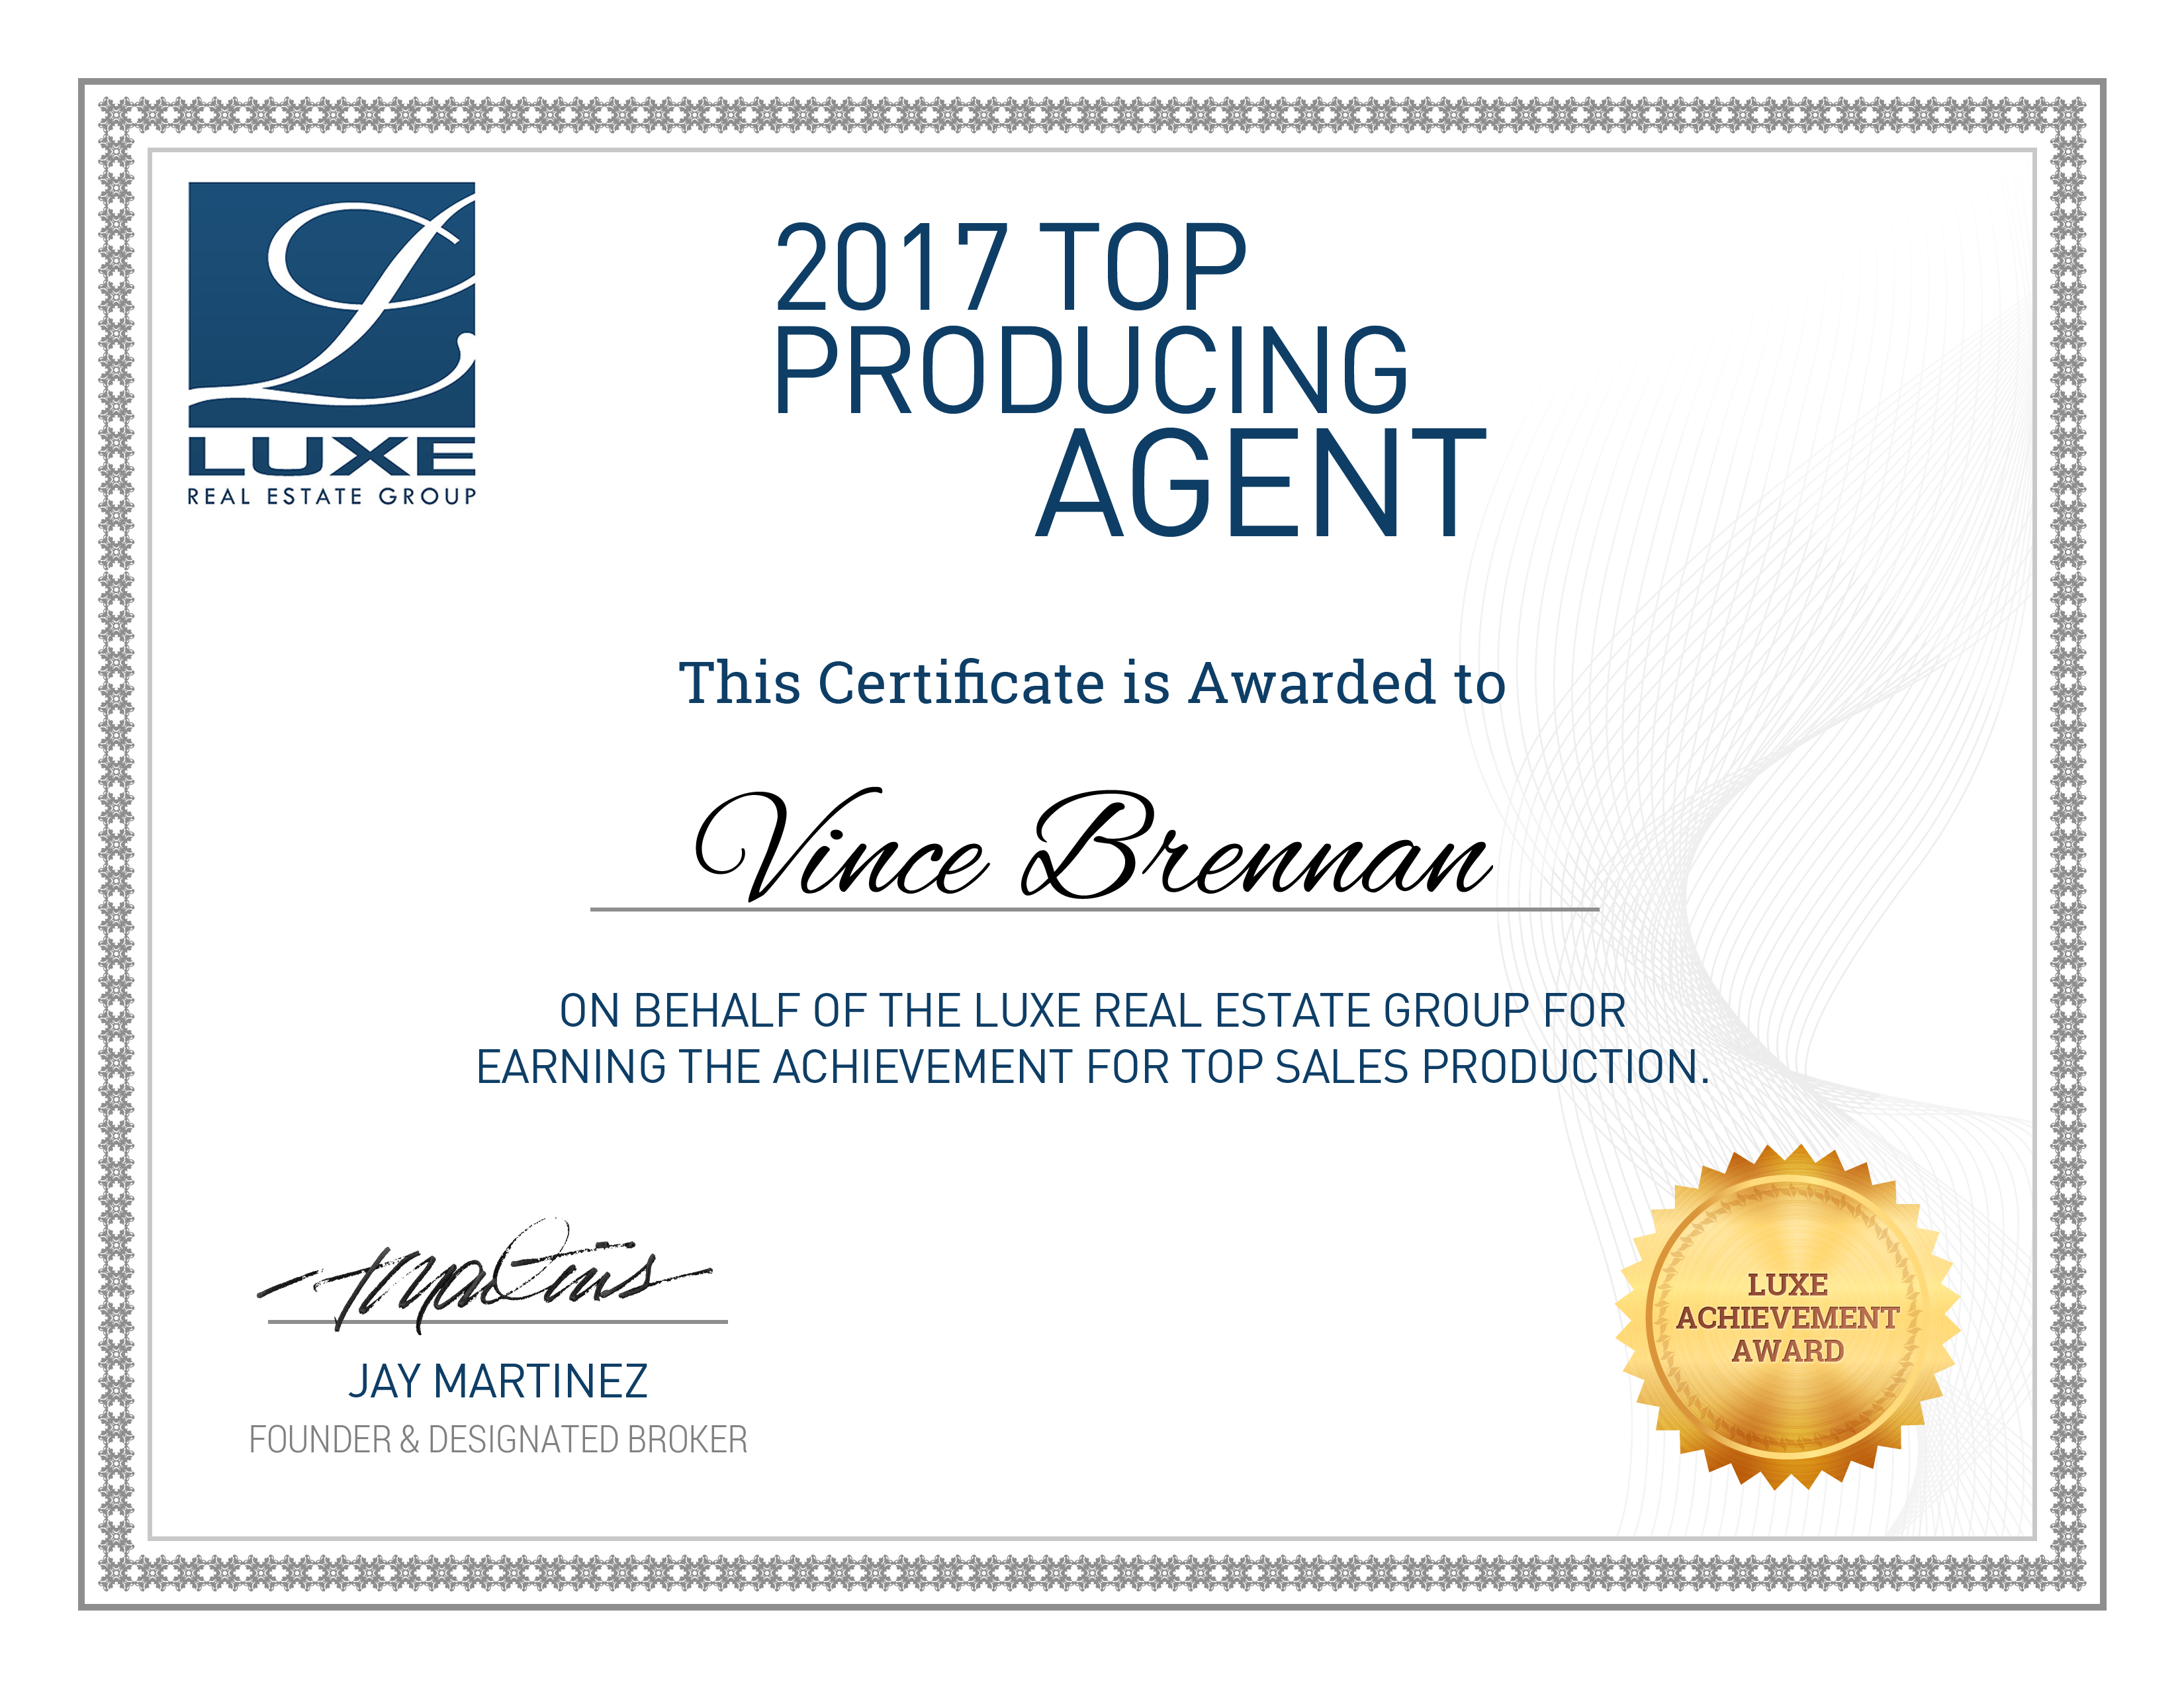 LUXE
REAL ESTATE GROUP
2017 TOP
PRODUCING
AGENT
This Certificate is Awarded to
Vince Brennan
ON BEHALF OF THE LUXE REAL ESTATE GROUP FOR
EARNING THE ACHIEVEMENT FOR TOP SALES PRODUCTION.
JAY MARTINEZ
FOUNDER & DESIGNATED BROKER
LUXE
ACHIEVEMENT
AWARD